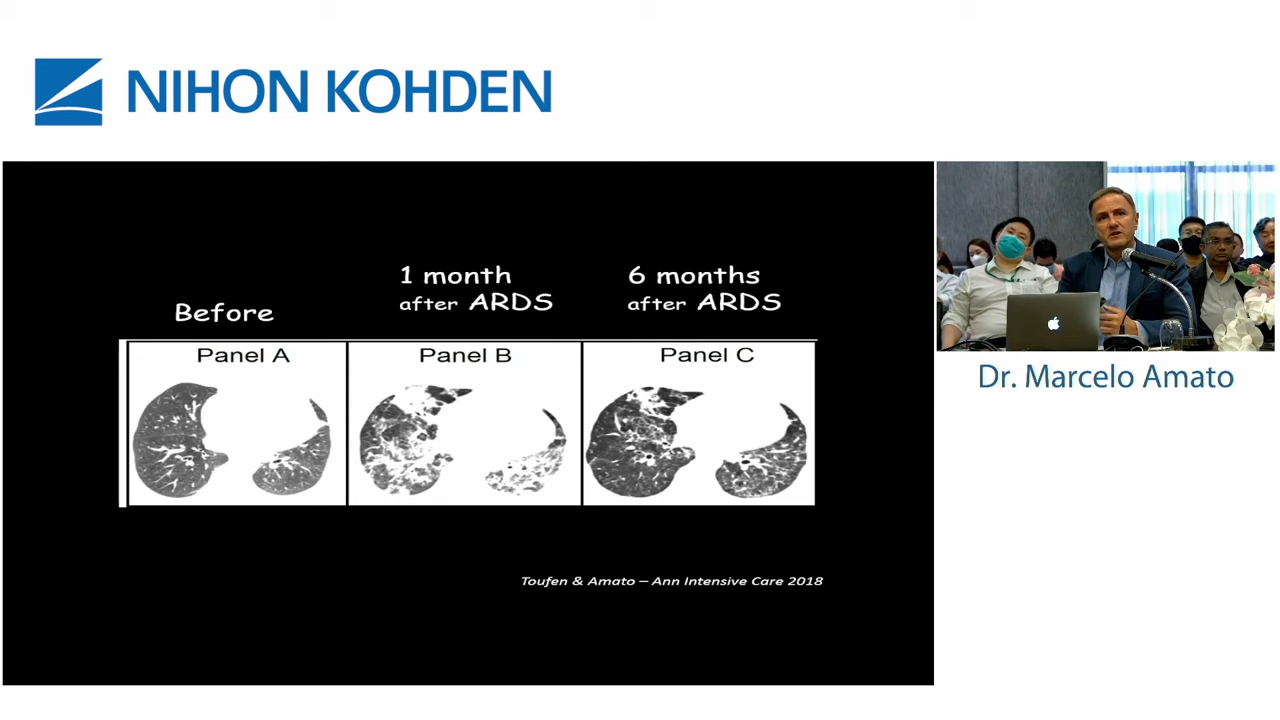 NIHON KOHDEN
Before
1 month
after ARDS
6 months
after ARDS
Panel A
Panel B
Panel C
Toufen & Amato – Ann Intensive Care 2018
Dr. Marcelo Amato